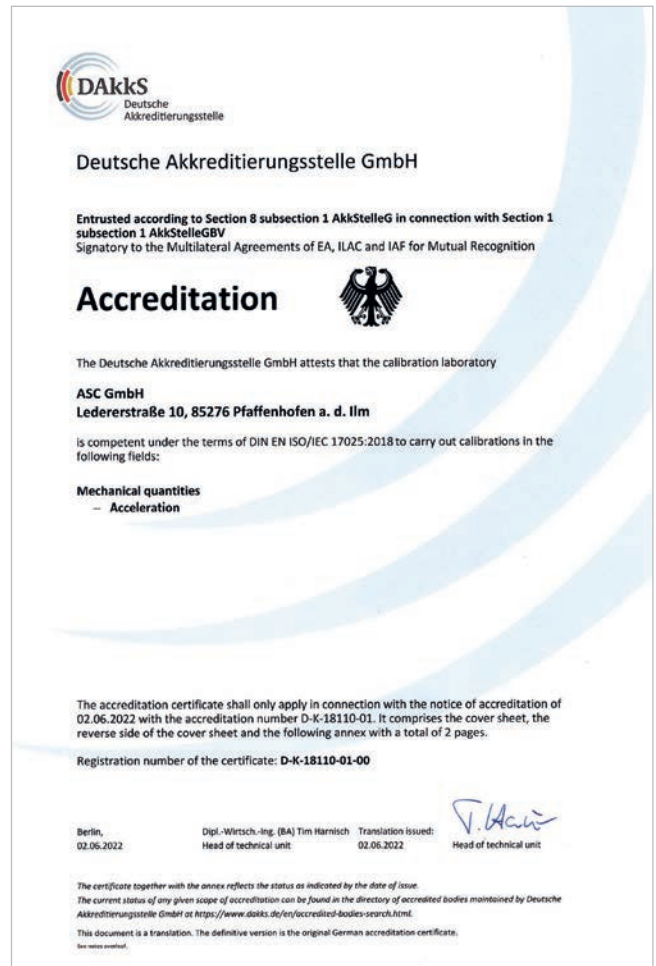 DAkkS
Deutsche
Akkreditierungsstelle
Deutsche Akkreditierungsstelle GmbH
Entrusted according to Section 8 subsection 1 AkkStelleG in connection with Section 1
subsection 1 AkkStelleGBV
Signatory to the Multilateral Agreements of EA, ILAC and IAF for Mutual Recognition
Accreditation
The Deutsche Akkreditierungsstelle GmbH attests that the calibration laboratory
ASC GmbH
Ledererstraße 10, 85276 Pfaffenhofen a. d. Ilm
is competent under the terms of DIN EN ISO/IEC 17025:2018 to carry out calibrations in the
following fields:
Mechanical quantities
– Acceleration
The accreditation certificate shall only apply in connection with the notice of accreditation of
02.06.2022 with the accreditation number D-K-18110-01. It comprises the cover sheet, the
reverse side of the cover sheet and the following annex with a total of 2 pages.
Registration number of the certificate: D-K-18110-01-00
Berlin, Dipl.-Wirtsch.-Ing. (BA) Tim Harnisch Translation issued:
02.06.2022 Head of technical unit 02.06.2022 Head of technical unit
The certificate together with the annex reflects the status as indicated by the date of issue.
The current status of any given scope of accreditation can be found in the directory of accredited bodies maintained by Deutsche
Akkreditierungsstelle GmbH at https://www.dakks.de/en/accredited-bodies-search.html.
This document is a translation. The definitive version is the original German accreditation certificate.
See notes overleaf.